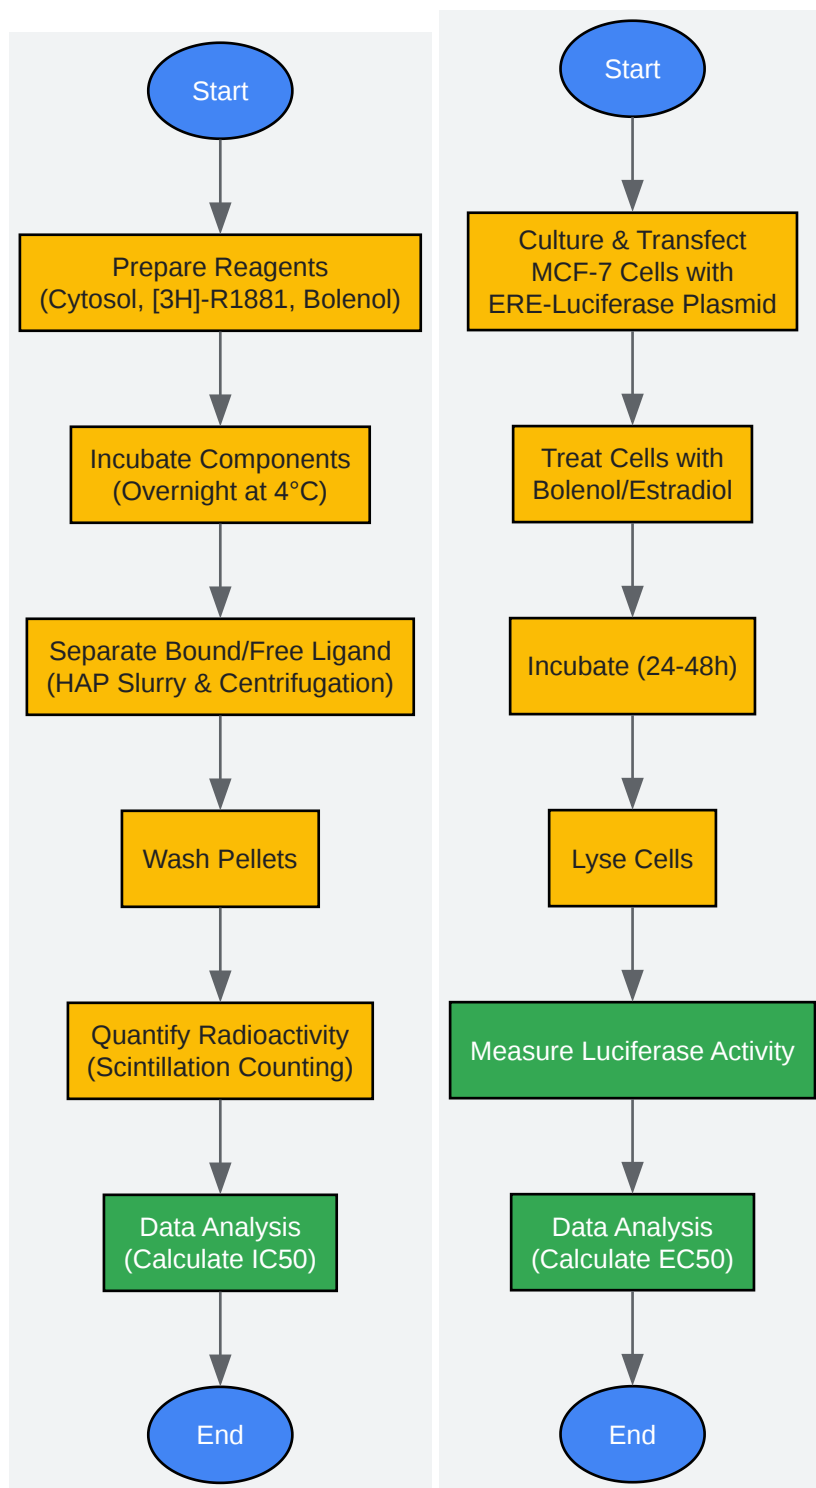 Start
Prepare Reagents
(Cytosol, [3H]-R1881, Bolenol)
Incubate Components
(Overnight at 4°C)
Separate Bound/Free Ligand
(HAP Slurry & Centrifugation)
Wash Pellets
Quantify Radioactivity
(Scintillation Counting)
Data Analysis
(Calculate IC50)
End
Start
Culture & Transfect
MCF-7 Cells with
ERE-Luciferase Plasmid
Treat Cells with
Bolenol/Estradiol
Incubate (24-48h)
Lyse Cells
Measure Luciferase Activity
Data Analysis
(Calculate EC50)
End